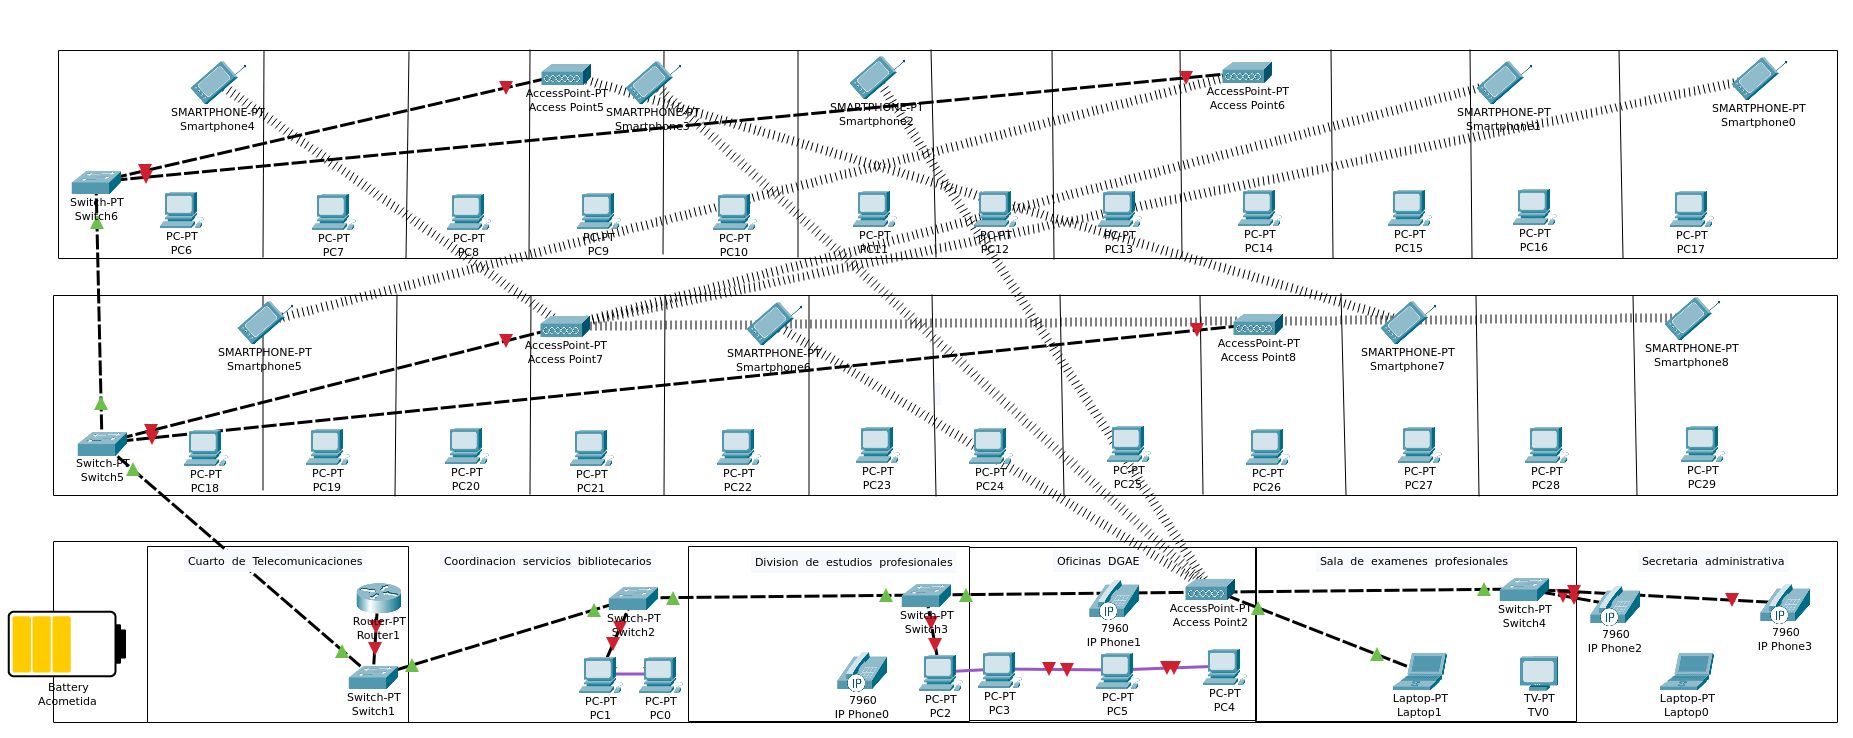 SMARTPHONE-PT
Smartphone4
AccessPoint-PT
Access Point5
SMARTPHONE-PT
Smartphone3
SMARTPHONE-PT
Smartphone2
AccessPoint-PT
Access Point6
SMARTPHONE-PT
Smartphone1
SMARTPHONE-PT
Smartphone0
Switch-PT
Switch6
PC-PT
PC6
PC-PT
PC7
PC-PT
PC8
PC-PT
PC9
PC-PT
PC10
PC-PT
PC11
PC-PT
PC12
PC-PT
PC13
PC-PT
PC14
PC-PT
PC15
PC-PT
PC16
PC-PT
PC17
SMARTPHONE-PT
Smartphone5
AccessPoint-PT
Access Point7
SMARTPHONE-PT
Smartphone6
AccessPoint-PT
Access Point8
SMARTPHONE-PT
Smartphone7
SMARTPHONE-PT
Smartphone8
Switch-PT
Switch5
PC-PT
PC18
PC-PT
PC19
PC-PT
PC20
PC-PT
PC21
PC-PT
PC22
PC-PT
PC23
PC-PT
PC24
PC-PT
PC25
PC-PT
PC26
PC-PT
PC27
PC-PT
PC28
PC-PT
PC29
Cuarto de Telecomunicaciones
Coordinacion servicios bibliotecarios
Division de estudios profesionales
Oficinas DGAE
Sala de examenes profesionales
Secretaria administrativa
Battery
Acometida
Router-PT
Router1
Switch-PT
Switch1
Switch-PT
Switch2
PC-PT
PC1
PC-PT
PC0
Switch-PT
Switch3
IP
7960
IP Phone0
PC-PT
PC2
IP
7960
IP Phone1
AccessPoint-PT
Access Point2
PC-PT
PC3
PC-PT
PC5
PC-PT
PC4
Switch-PT
Switch4
Laptop-PT
Laptop1
TV-PT
TV0
IP
7960
IP Phone2
IP
7960
IP Phone3
Laptop-PT
Laptop0